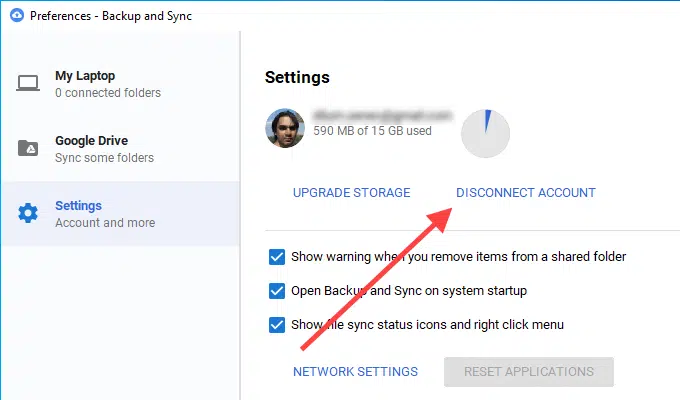 Preferences - Backup and Sync
My Laptop
0 connected folders
Google Drive
Sync some folders
Settings
Account and more
Settings
590 MB of 15 GB used
UPGRADE STORAGE
DISCONNECT ACCOUNT
Show warning when you remove items from a shared folder
Open Backup and Sync on system startup
Show file sync status icons and right click menu
NETWORK SETTINGS
RESET APPLICATIONS